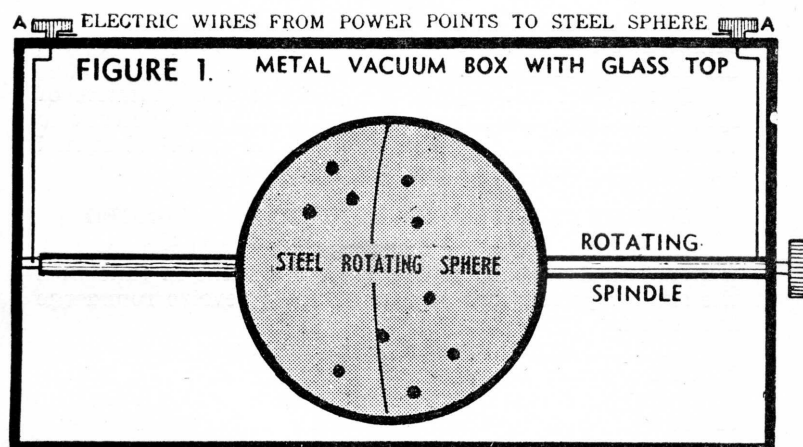 A ELECTRIC WIRES FROM POWER POINTS TO STEEL SPHERE A
FIGURE 1. METAL VACUUM BOX WITH GLASS TOP
STEEL ROTATING SPHERE
ROTATING
SPINDLE